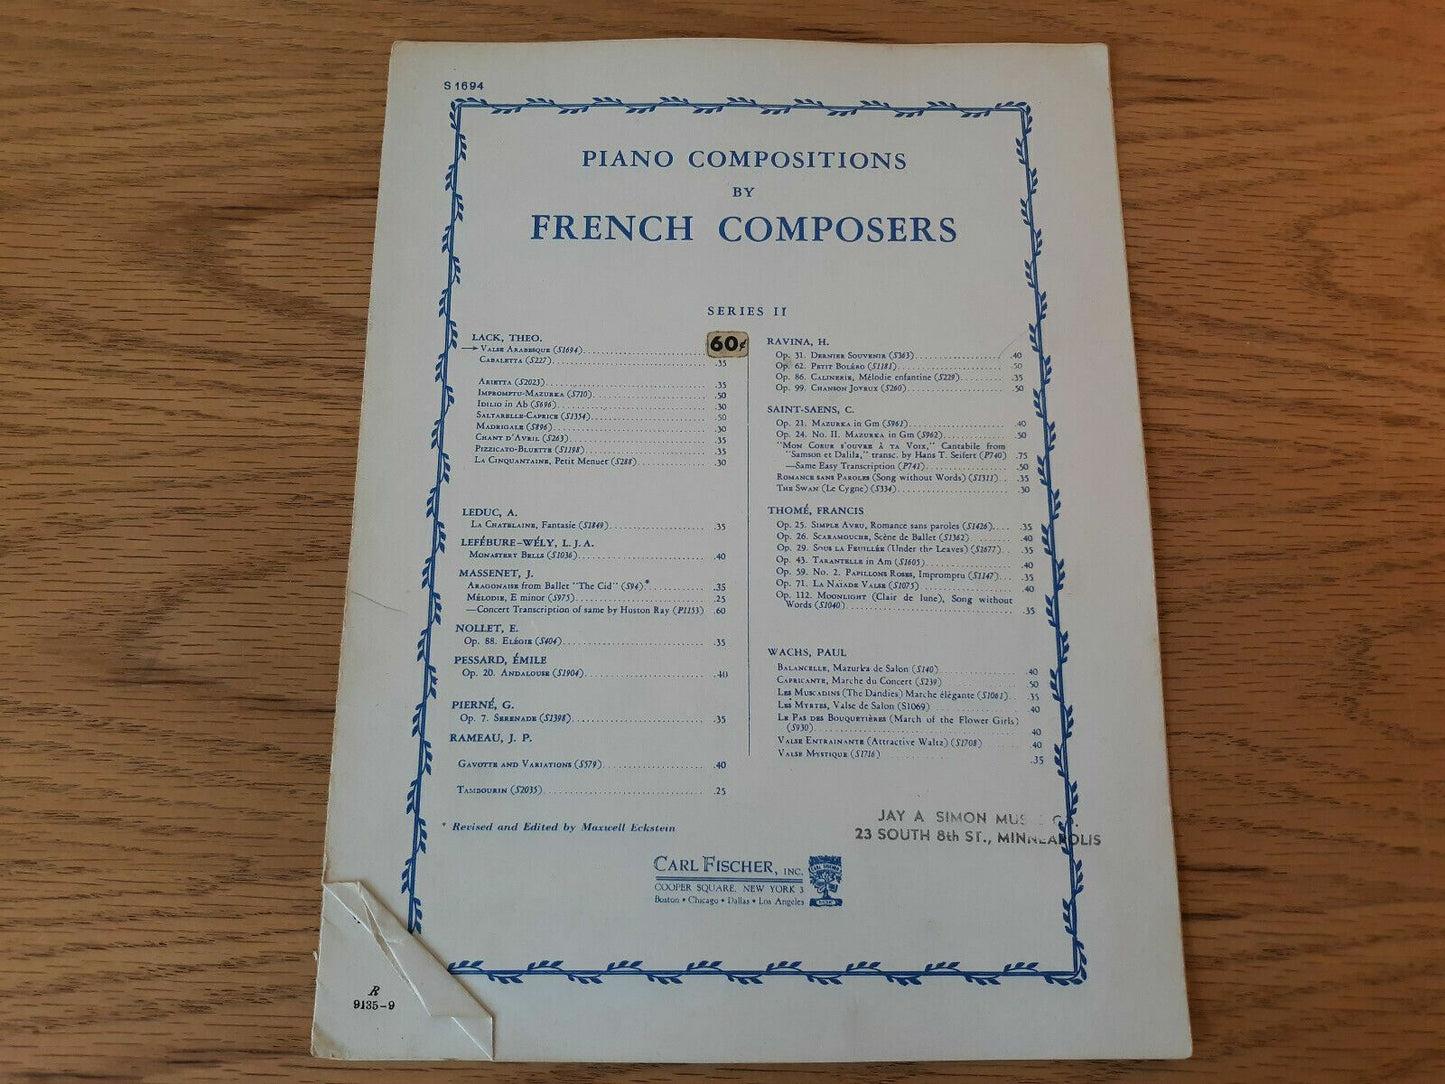 S 1694
PIANO COMPOSITIONS
BY
FRENCH COMPOSERS
SERIES II
LACK, THEO.
VALSE ARABESQUE (S1694) 60¢
CABALETTA (S227) .35
ARIETTA (S2023) .35
IMPROMPTU-MAZURKA (S710) .50
IDILIO in Ab (S696) .30
SALTARELLE-CAPRICE (S1354) .50
MADRIGALE (S896) .30
CHANT D'AVRIL (S263) .35
PIZZICATO-BLUETTE (S1198) .35
LA CINQUANTAINE, Petit Menuet (S288) .30
LEDUC, A.
LA CHATELAINE, Fantasie (S1849) .35
LEFÉBURE-WÉLY, L.J.A.
MONASTERY BELLS (S1036) .40
MASSENET, J.
ARAGONAISE from Ballet "The Cid" (S94)* .35
MÉLODIE, E minor (S975) .25
—Concert Transcription of same by Huston Ray (P1153) .60
NOLLET, E.
Op. 88. ELÉGIE (S404) .35
PESSARD, ÉMILE
Op. 20. ANDALOUSE (S1904) .40
PIERNÉ, G.
Op. 7. SERENADE (S1398) .35
RAMEAU, J. P.
GAVOTTE AND VARIATIONS (S579) .40
TAMBOURIN (S2035) .25
* Revised and Edited by Maxwell Eckstein
RAVINA, H.
Op. 31. DERNIER SOUVENIR (S363) .40
Op. 62. PETIT BOLÉRO (S1181) .50
Op. 86. CALINERIE, Mélodie enfantine (S229) .35
Op. 99. CHANSON JOYEUX (S260) .50
SAINT-SAENS, C.
Op. 21. MAZURKA in Gm (S961) .40
Op. 24. No. II. MAZURKA in Gm (S962) .50
"MON COEUR S'OUVRE À TA VOIX," Cantabile from
"Samson et Dalila," transc. by Hans T. Seifert (P740) .75
—Same Easy Transcription (P741) .50
ROMANCE SANS PAROLES (Song without Words) (S1311) .35
THE SWAN (Le Cygne) (S334) .30
THOMÉ, FRANCIS
Op. 25. SIMPLE AVEU, Romance sans paroles (S1426) .35
Op. 26. SCARAMOUCHE, Scène de Ballet (S1362) .40
Op. 29. SOUS LA FEUILLÉE (Under the Leaves) (S1677) .35
Op. 43. TARANTELLE in Am (S1605) .40
Op. 59. No. 2. PAPILLONS ROSES, Impromptu (S1147) .35
Op. 71. LA NAÏADE VALSE (S1075) .40
Op. 112. MOONLIGHT (Clair de lune), Song without
Words (S1040) .35
WACHS, PAUL
BALANCELLE, Mazurka de Salon (S140) .40
CAPRICANTE, Marche du Concert (S239) .50
LES MUSCADINS (The Dandies) Marche élégante (S1061) .35
LES MYRTES, Valse de Salon (S1069) .40
LE PAS DES BOUQUETIÈRES (March of the Flower Girls)
(S930) .40
VALSE ENTRAINANTE (Attractive Waltz) (S1708) .40
VALSE MYSTIQUE (S1716) .35
JAY A SIMON
23 SOUTH 8th ST., MINNEAPOLIS
CARL FISCHER, INC.
COOPER SQUARE, NEW YORK 3
Boston • Chicago • Dallas • Los Angeles
R
9135-9